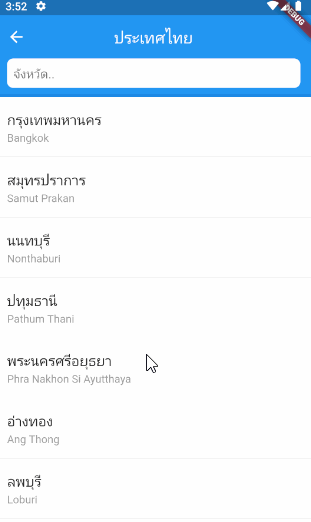 3:52
DEBUG
ประเทศไทย
จังหวัด..
กรุงเทพมหานคร
Bangkok
สมุทรปราการ
Samut Prakan
นนทบุรี
Nonthaburi
ปทุมธานี
Pathum Thani
พระนครศรีอยุธยา
Phra Nakhon Si Ayutthaya
อ่างทอง
Ang Thong
ลพบุรี
Loburi